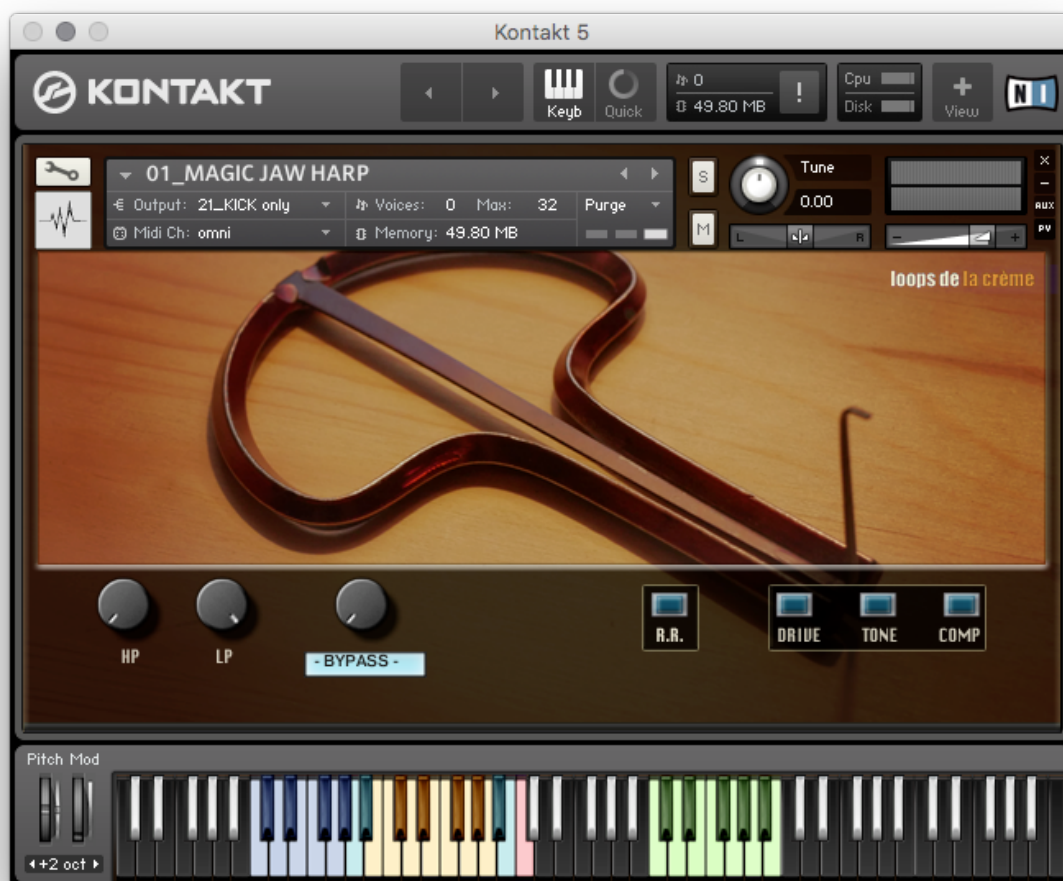 Kontakt 5
KONTAKT
Keyb
Quick
0
49.80 MB
!
Cpu
Disk
+
View
NI
01_MAGIC JAW HARP
S
Tune
×
−
Output: 21_KICK only
Voices: 0 Max: 32
Purge
0.00
AUX
Midi Ch: omni
Memory: 49.80 MB
M
L
R
−
+
PV
loops de la crème
HP
LP
- BYPASS -
R.R.
DRIVE
TONE
COMP
Pitch Mod
+2 oct